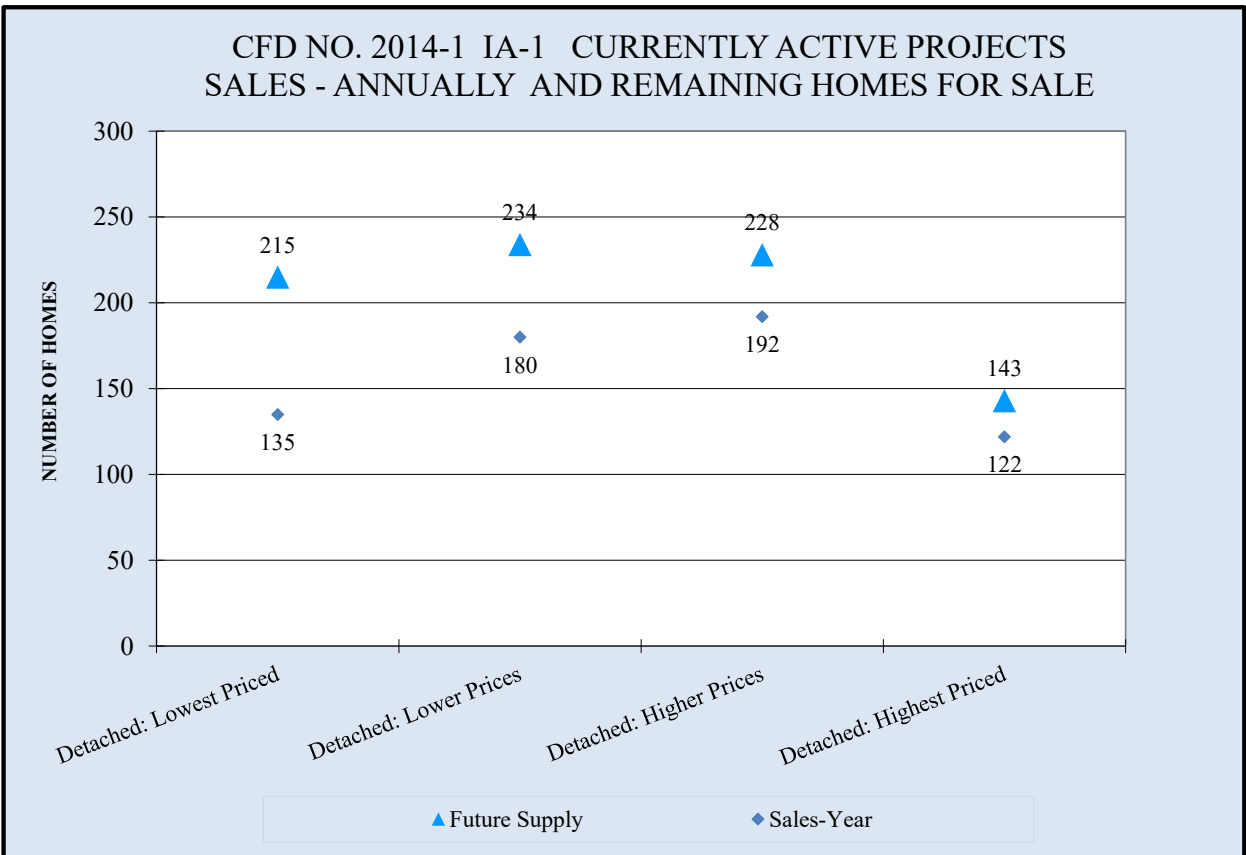 CFD NO. 2014-1 IA-1 CURRENTLY ACTIVE PROJECTS
SALES - ANNUALLY AND REMAINING HOMES FOR SALE
NUMBER OF HOMES
300
250
200
150
100
50
0
215
234
228
143
135
180
192
122
Detached: Lowest Priced
Detached: Lower Prices
Detached: Higher Prices
Detached: Highest Priced
Future Supply
Sales-Year